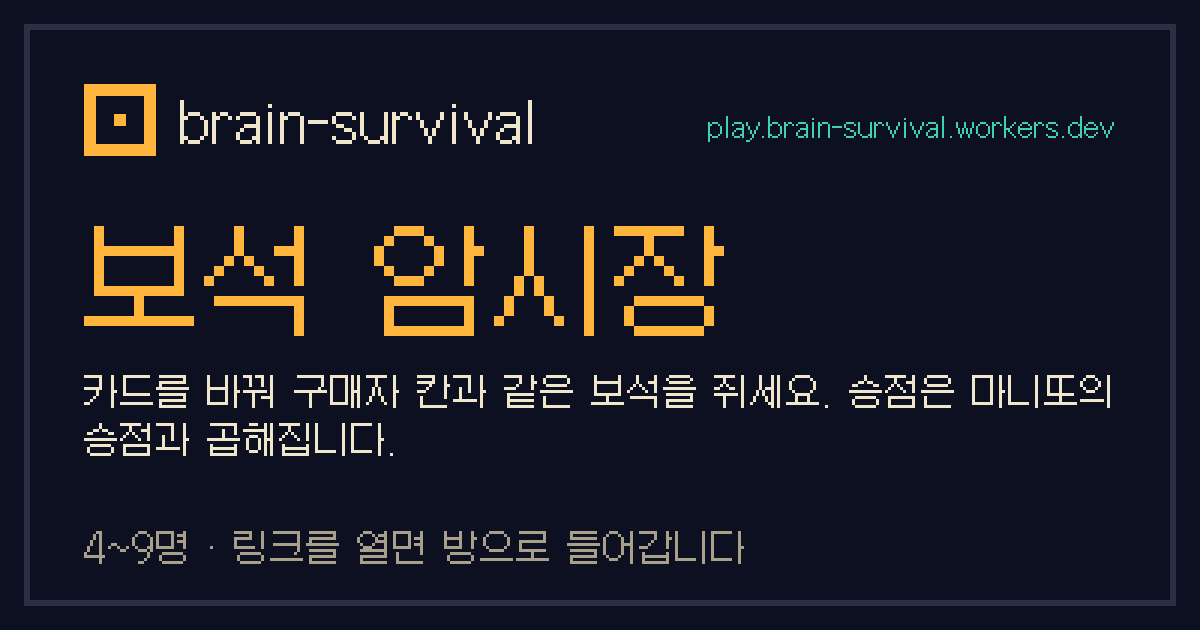 brain-survival
play.brain-survival.workers.dev
보석 암시장
카드를 바꿔 구매자 칸과 같은 보석을 쥐세요. 승점은 마니또의
승점과 곱해집니다.
4~9명 · 링크를 열면 방으로 들어갑니다